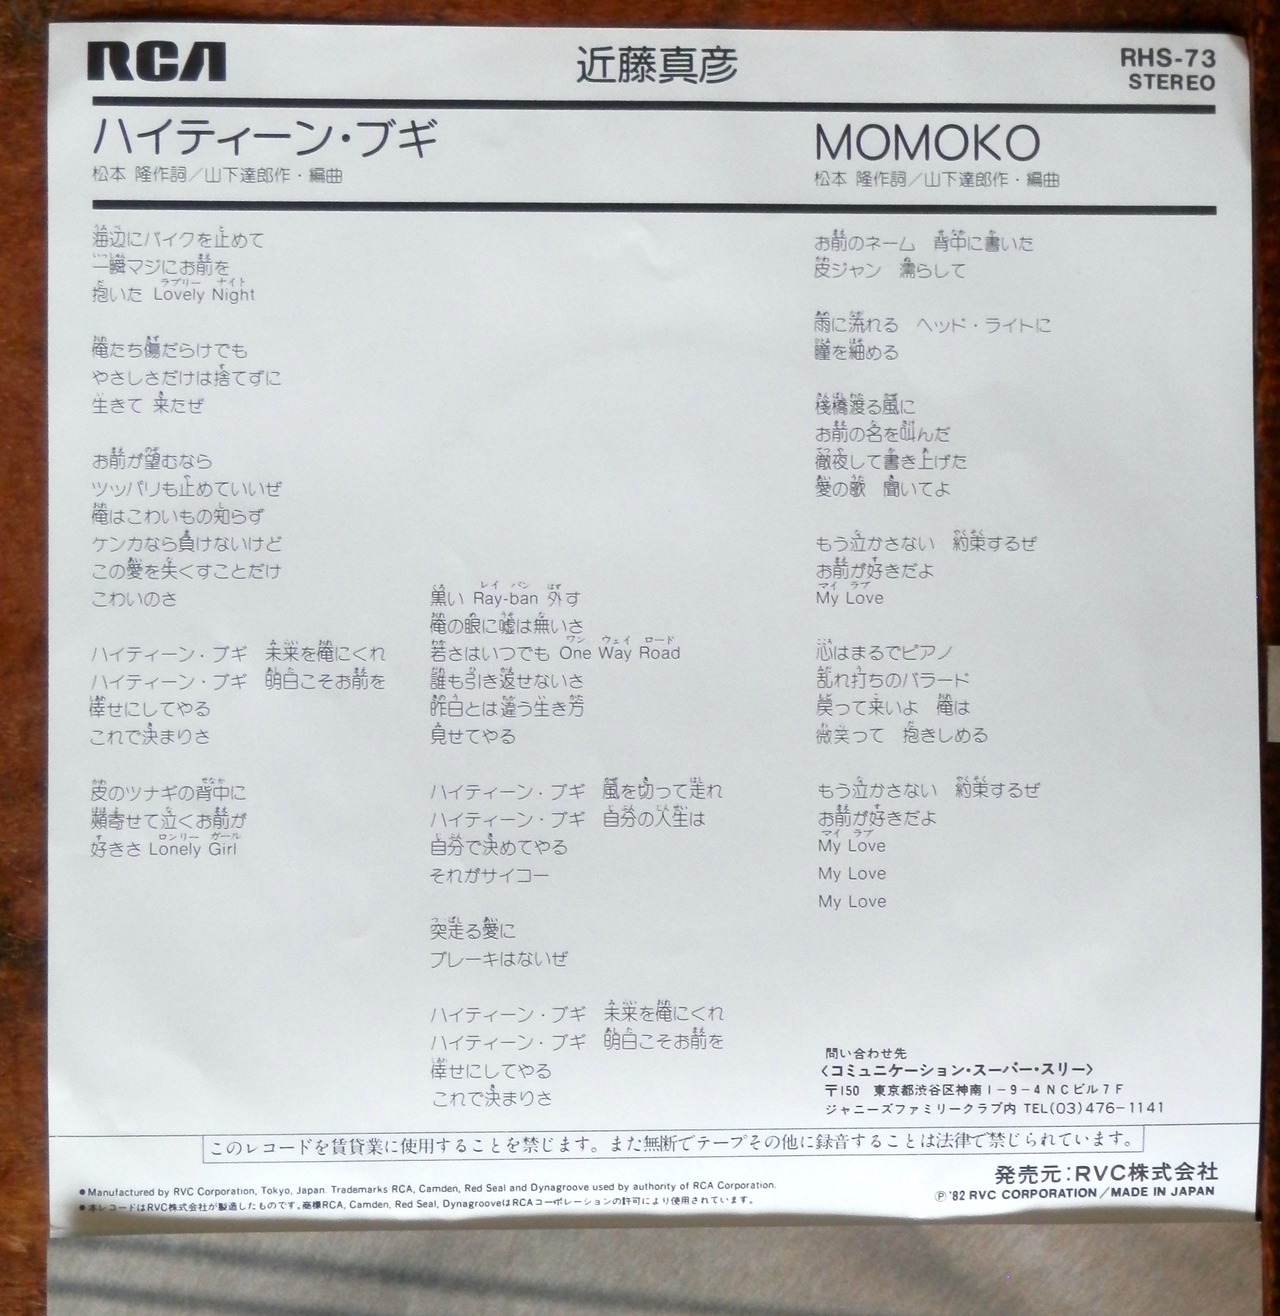 RCA
近藤真彦
RHS-73
STEREO
ハイティーン・ブギ
松本 隆作詞／山下達郎作・編曲
MOMOKO
松本 隆作詞／山下達郎作・編曲
海辺にバイクを止めて
一瞬マジにお前を
抱いた Lovely Night
俺たち傷だらけでも
やさしさだけは捨てずに
生きて 来たぜ
お前が望むなら
ツッパリも止めていいぜ
俺はこわいもの知らず
ケンカなら負けないけど
この愛を失くすことだけ
こわいのさ
ハイティーン・ブギ 未来を俺にくれ
ハイティーン・ブギ 明日こそお前を
倖せにしてやる
これで決まりさ
皮のツナギの背中に
頬寄せて泣くお前が
好きさ Lonely Girl
黒い Ray-ban 外す
俺の眼に嘘は無いさ
若さはいつでも One Way Road
誰も引き返せないさ
昨日とは違う生き方
見せてやる
ハイティーン・ブギ 風を切って走れ
ハイティーン・ブギ 自分の人生は
自分で決めてやる
それがサイコー
突走る愛に
ブレーキはないぜ
ハイティーン・ブギ 未来を俺にくれ
ハイティーン・ブギ 明日こそお前を
倖せにしてやる
これで決まりさ
お前のネーム 背中に書いた
皮ジャン 濡らして
雨に流れる ヘッド・ライトに
瞳を細める
桟橋渡る風に
お前の名を叫んだ
徹夜して書き上げた
愛の歌 聞いてよ
もう泣かさない 約束するぜ
お前が好きだよ
My Love
心はまるでピアノ
乱れ打ちのバラード
戻って来いよ 俺は
微笑って 抱きしめる
もう泣かさない 約束するぜ
お前が好きだよ
My Love
My Love
My Love
問い合わせ先
〈コミュニケーション・スーパー・スリー〉
〒150 東京都渋谷区神南1-9-4NCビル7F
ジャニーズファミリークラブ内 TEL(03)476-1141
このレコードを賃貸業に使用することを禁じます。また無断でテープその他に録音することは法律で禁じられています。
発売元:RVC株式会社
Ⓟ'82 RVC CORPORATION／MADE IN JAPAN
●Manufactured by RVC Corporation, Tokyo, Japan. Trademarks RCA, Camden, Red Seal and Dynagroove used by authority of RCA Corporation.
●本レコードはRVC株式会社が製造したものです。商標RCA, Camden, Red Seal, DynagrooveはRCAコーポレーションの許可により使用されています。